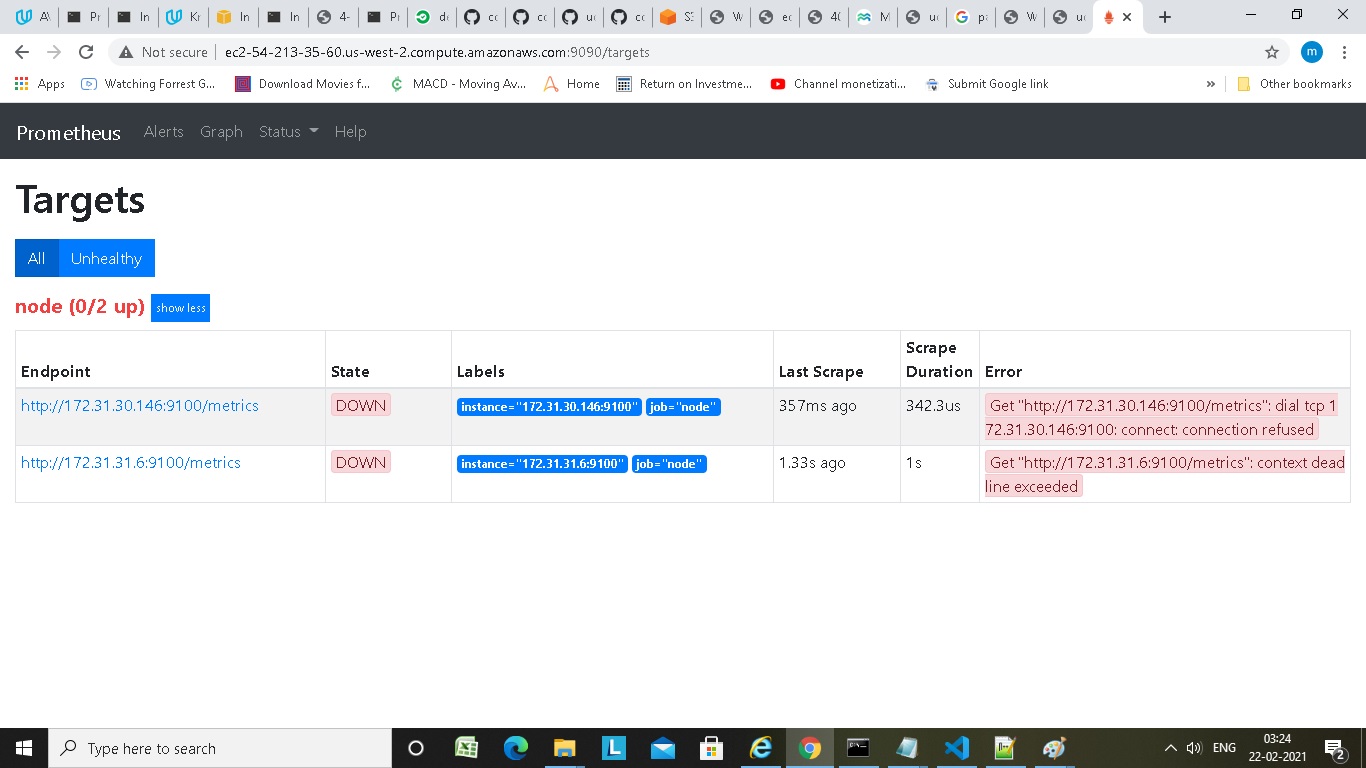 Not secure
ec2-54-213-35-60.us-west-2.compute.amazonaws.com:9090/targets
m
Apps
Watching Forrest G...
Download Movies f...
MACD - Moving Av...
Home
Return on Investme...
Channel monetizati...
Submit Google link
»
Other bookmarks
Prometheus
Alerts
Graph
Status
Help
Targets
All
Unhealthy
node (0/2 up)
show less
Endpoint
State
Labels
Last Scrape
Scrape
Duration
Error
http://172.31.30.146:9100/metrics
DOWN
instance="172.31.30.146:9100"
job="node"
357ms ago
342.3us
Get "http://172.31.30.146:9100/metrics": dial tcp 1
72.31.30.146:9100: connect: connection refused
http://172.31.31.6:9100/metrics
DOWN
instance="172.31.31.6:9100"
job="node"
1.33s ago
1s
Get "http://172.31.31.6:9100/metrics": context dead
line exceeded
Type here to search
L
ENG
03:24
22-02-2021
2